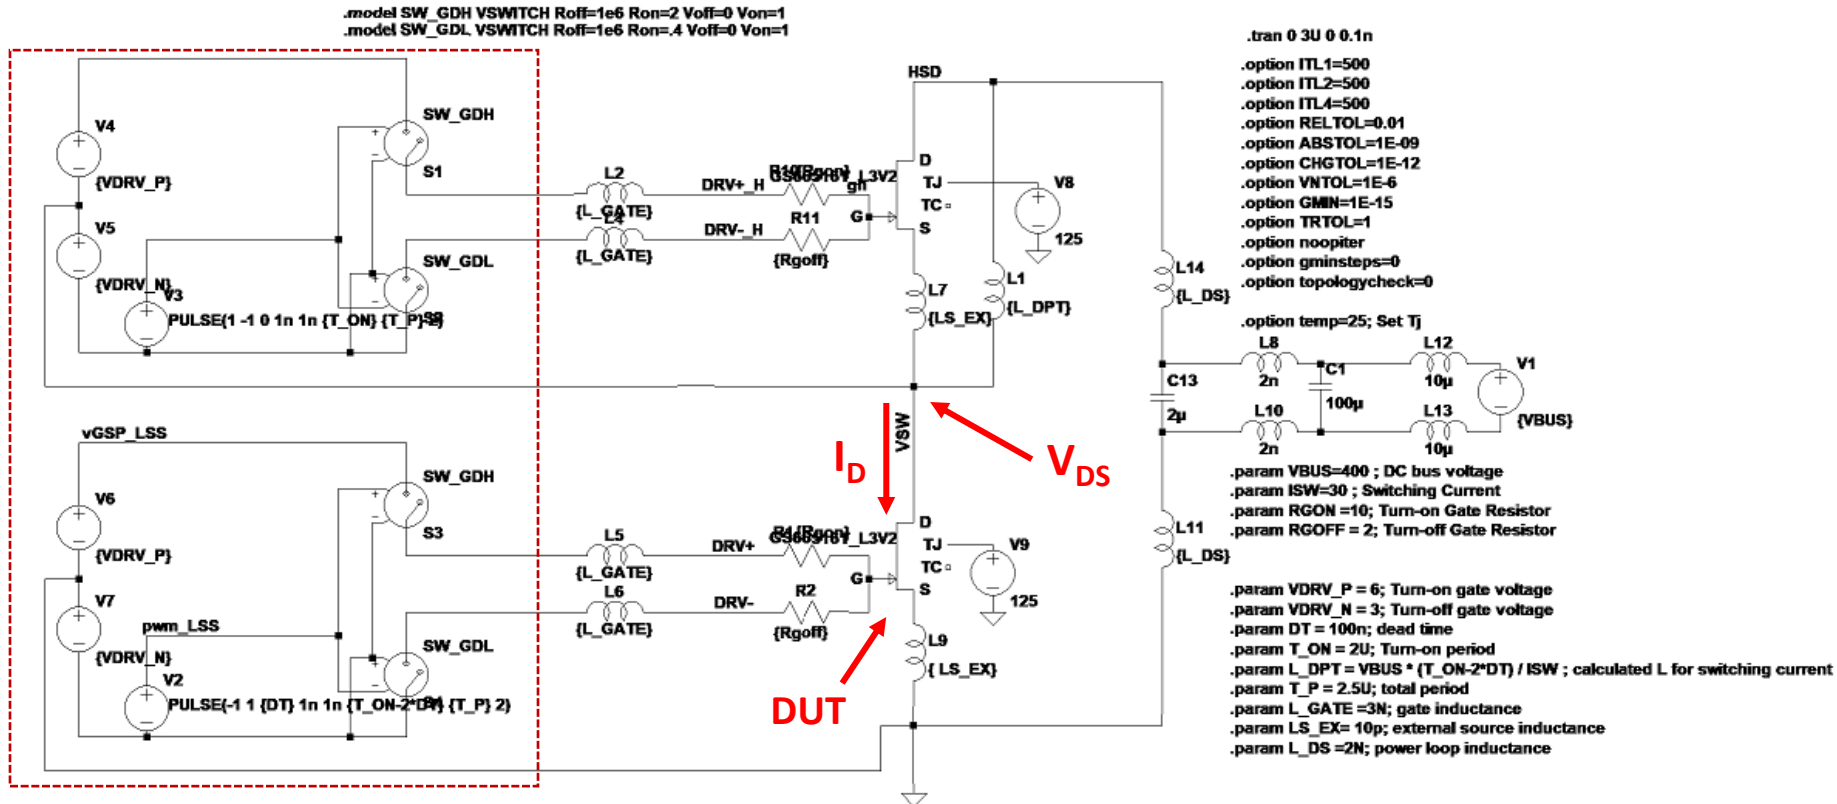 .model SW_GDH VSWITCH Roff=1e6 Ron=2 Voff=0 Von=1
.model SW_GDL VSWITCH Roff=1e6 Ron=.4 Voff=0 Von=1
.tran 0 3U 0 0.1n
.option ITL1=500
.option ITL2=500
.option ITL4=500
.option RELTOL=0.01
.option ABSTOL=1E-09
.option CHGTOL=1E-12
.option VNTOL=1E-6
.option GMIN=1E-15
.option TRTOL=1
.option noopiter
.option gminsteps=0
.option topologycheck=0
.option temp=25; Set Tj
V4
{VDRV_P}
V5
{VDRV_N}
V3
PULSE(1 -1 0 1n 1n {T_ON} {T_P} 2)
SW_GDH
S1
SW_GDL
L2
{L_GATE}
L4
{L_GATE}
DRV+_H
DRV-_H
R10
{Rgon}
gh
R11
{Rgoff}
HSD
D
TJ
TC
G
S
V8
125
L7
{LS_EX}
L1
{L_DPT}
L14
{L_DS}
C13
2µ
L8
2n
L10
2n
C1
100µ
L12
10µ
L13
10µ
V1
{VBUS}
vGSP_LSS
V6
{VDRV_P}
V7
{VDRV_N}
pwm_LSS
V2
PULSE(-1 1 {DT} 1n 1n {T_ON-2*DT} {T_P} 2)
SW_GDH
S3
SW_GDL
L5
{L_GATE}
L6
{L_GATE}
DRV+
DRV-
R1
{Rgon}
R2
{Rgoff}
VSW
I_D
V_DS
DUT
D
TJ
TC
G
S
V9
125
L9
{ LS_EX}
L11
{L_DS}
.param VBUS=400 ; DC bus voltage
.param ISW=30 ; Switching Current
.param RGON =10; Turn-on Gate Resistor
.param RGOFF = 2; Turn-off Gate Resistor
.param VDRV_P = 6; Turn-on gate voltage
.param VDRV_N = 3; Turn-off gate voltage
.param DT = 100n; dead time
.param T_ON = 2U; Turn-on period
.param L_DPT = VBUS * (T_ON-2*DT) / ISW ; calculated L for switching current
.param T_P = 2.5U; total period
.param L_GATE =3N; gate inductance
.param LS_EX= 10p; external source inductance
.param L_DS =2N; power loop inductance